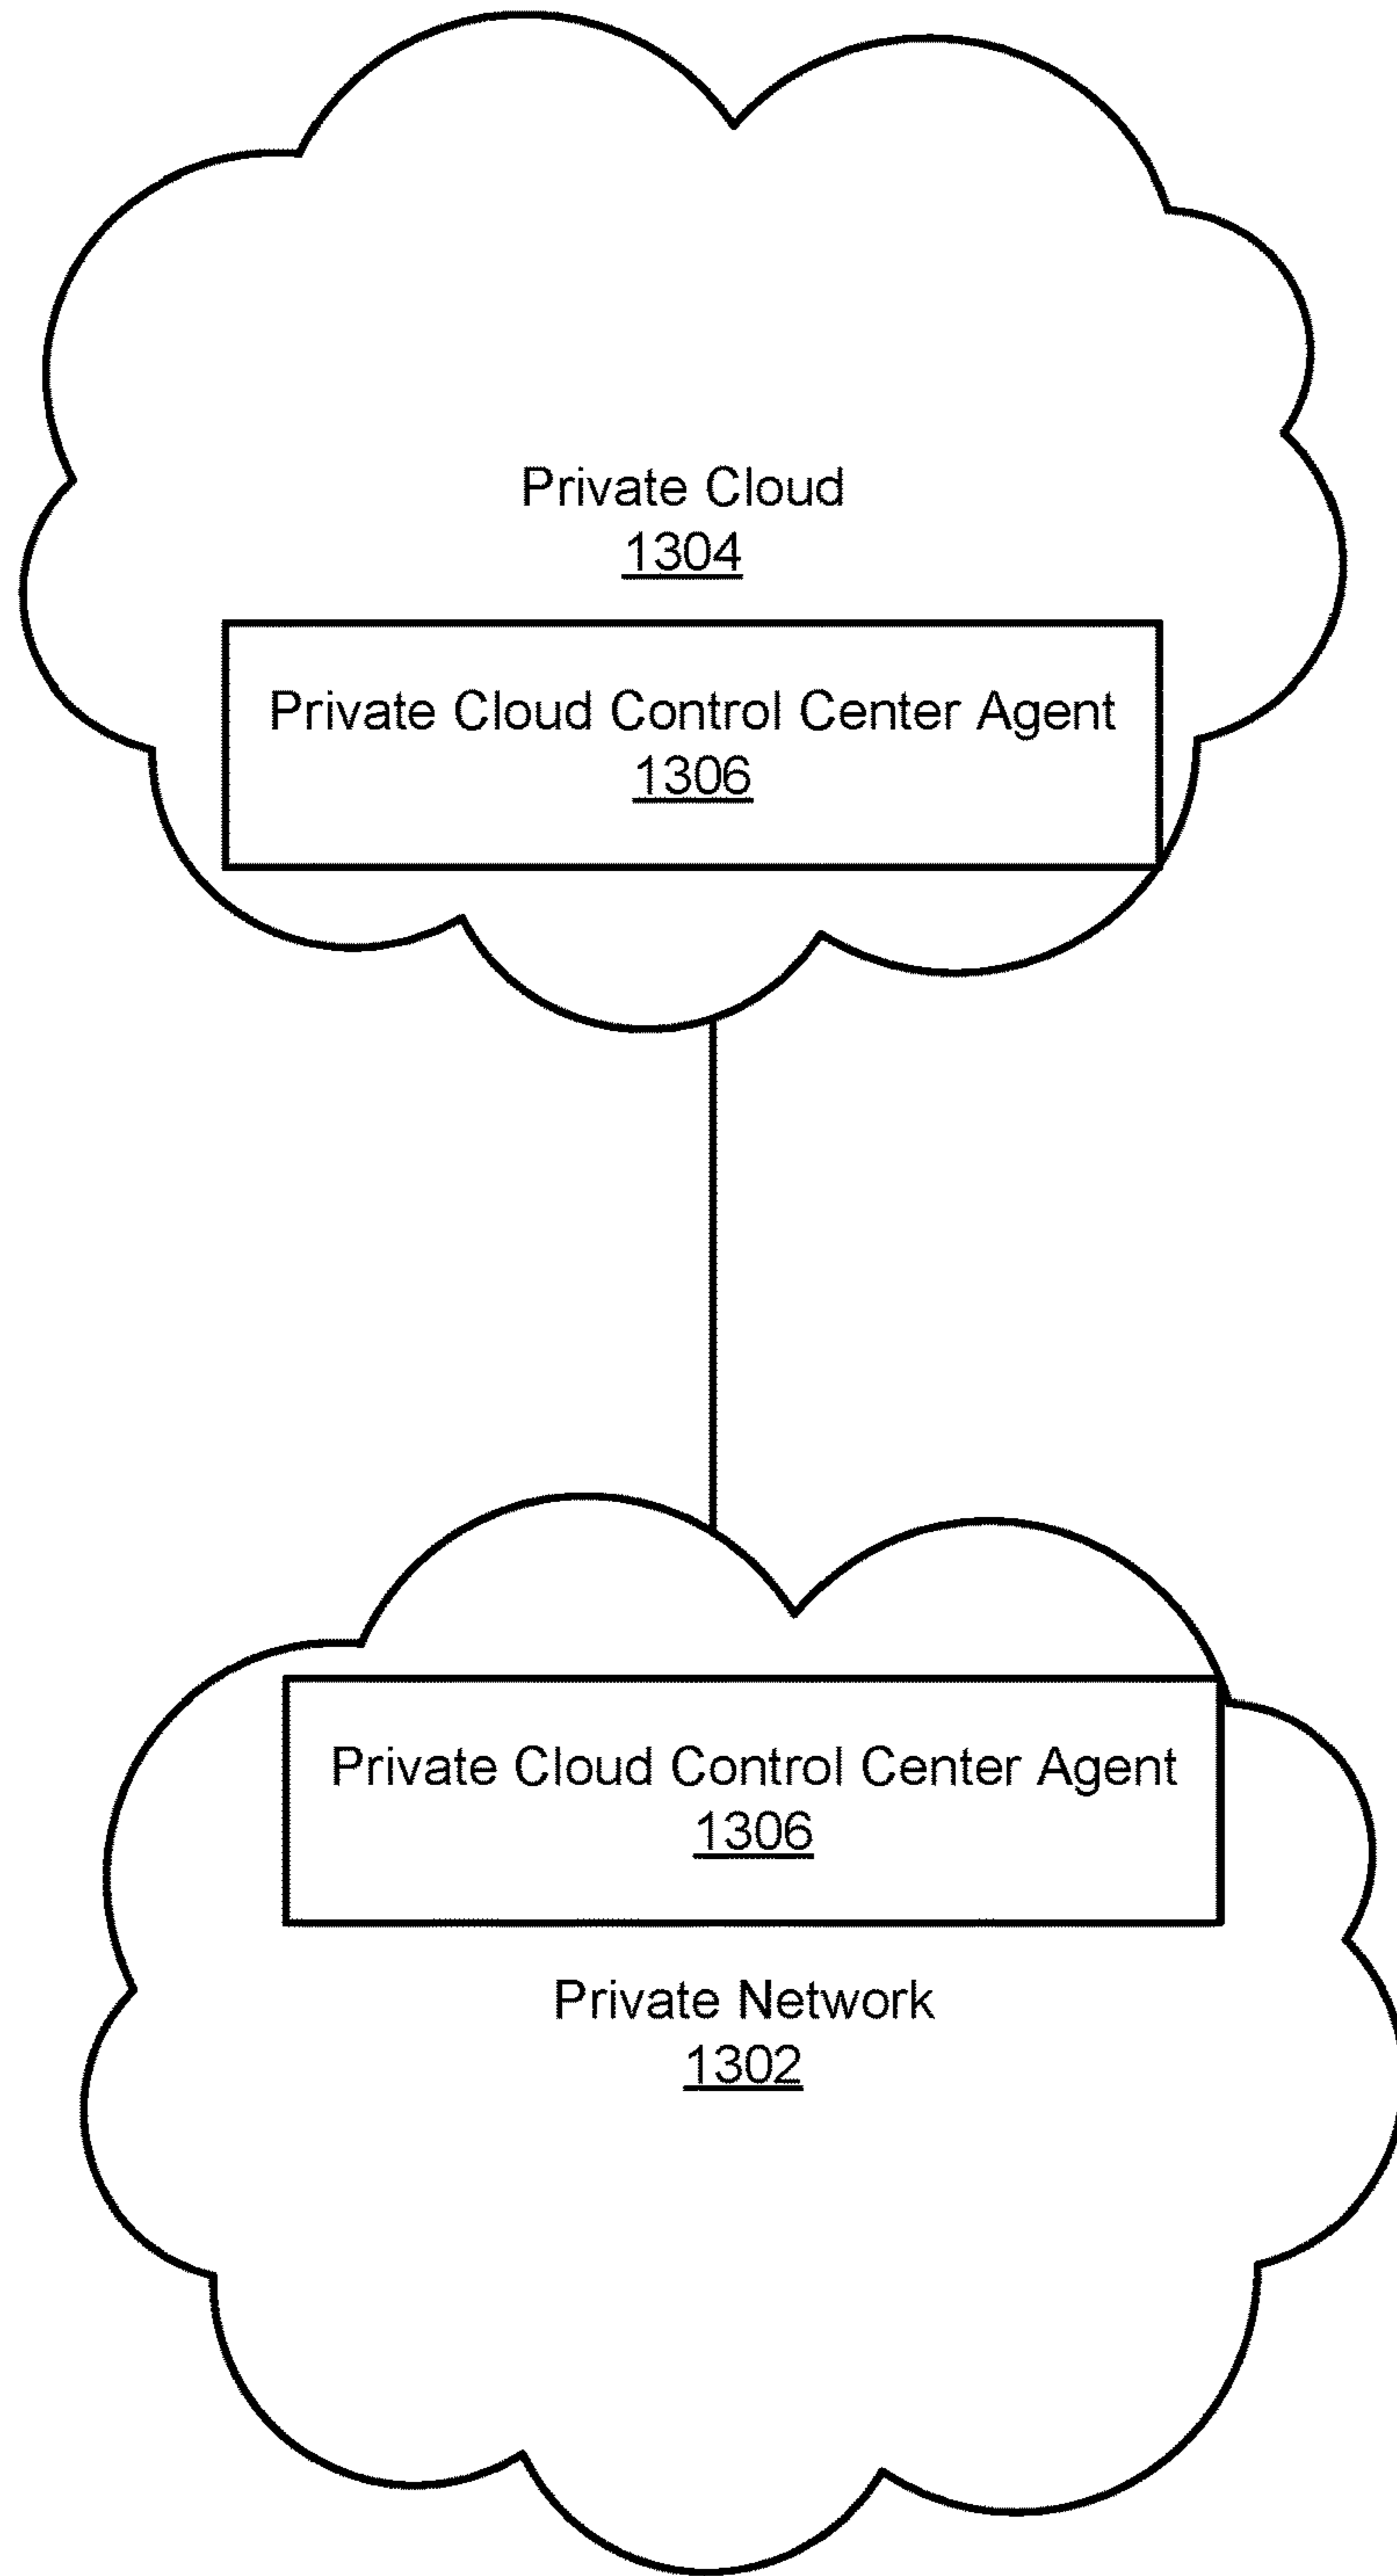 Private Cloud
1304
Private Cloud Control Center Agent
1306
Private Cloud Control Center Agent
1306
Private Network
1302